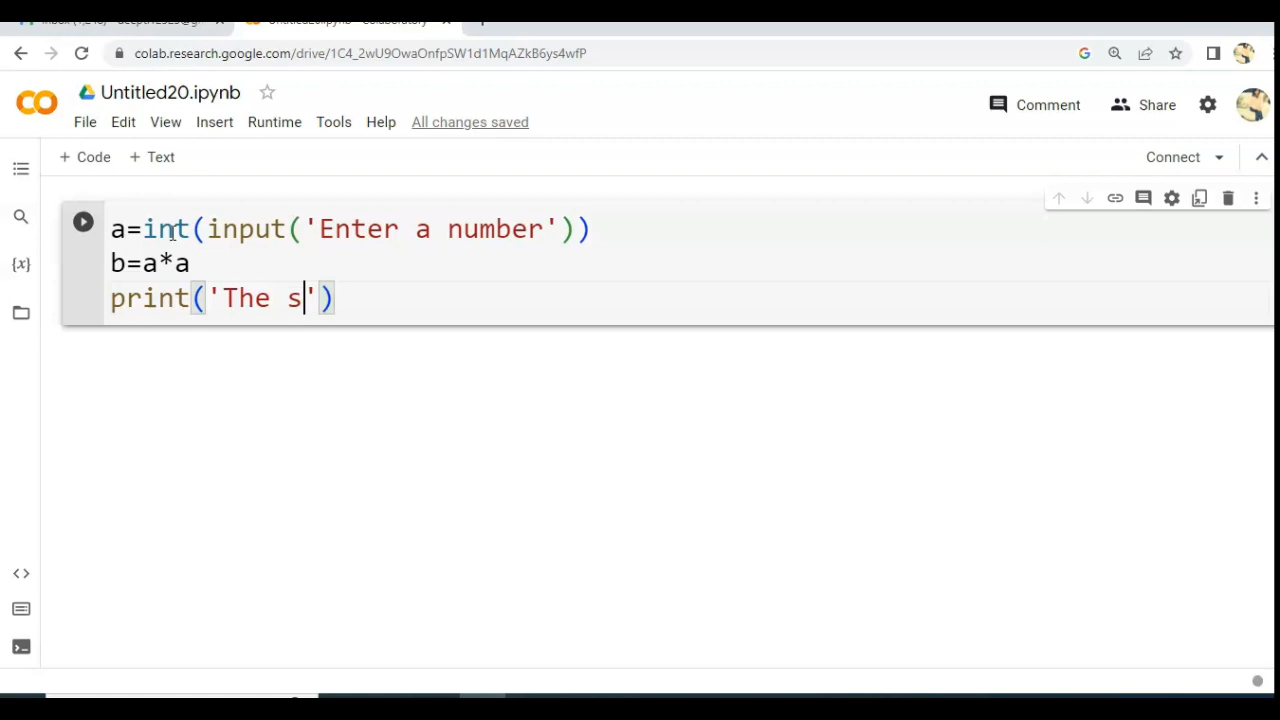 colab.research.google.com/drive/1C4_2wU9OwaOnfpSW1d1MqAZkB6ys4wfP
Untitled20.ipynb
Comment
Share
File Edit View Insert Runtime Tools Help All changes saved
+ Code + Text
Connect
a=int(input('Enter a number'))
b=a*a
{x}
print('The s')